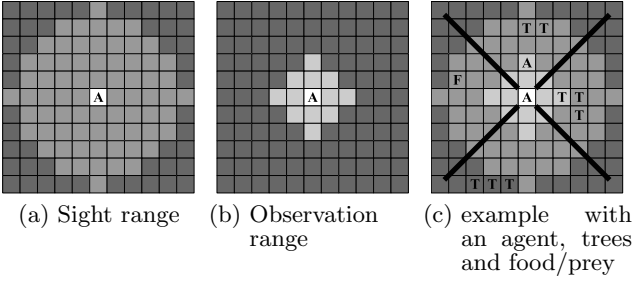 A
A
T T
A
F
A T T
T
T T T
(a) Sight range
(b) Observation
range
(c) example with
an agent, trees
and food/prey